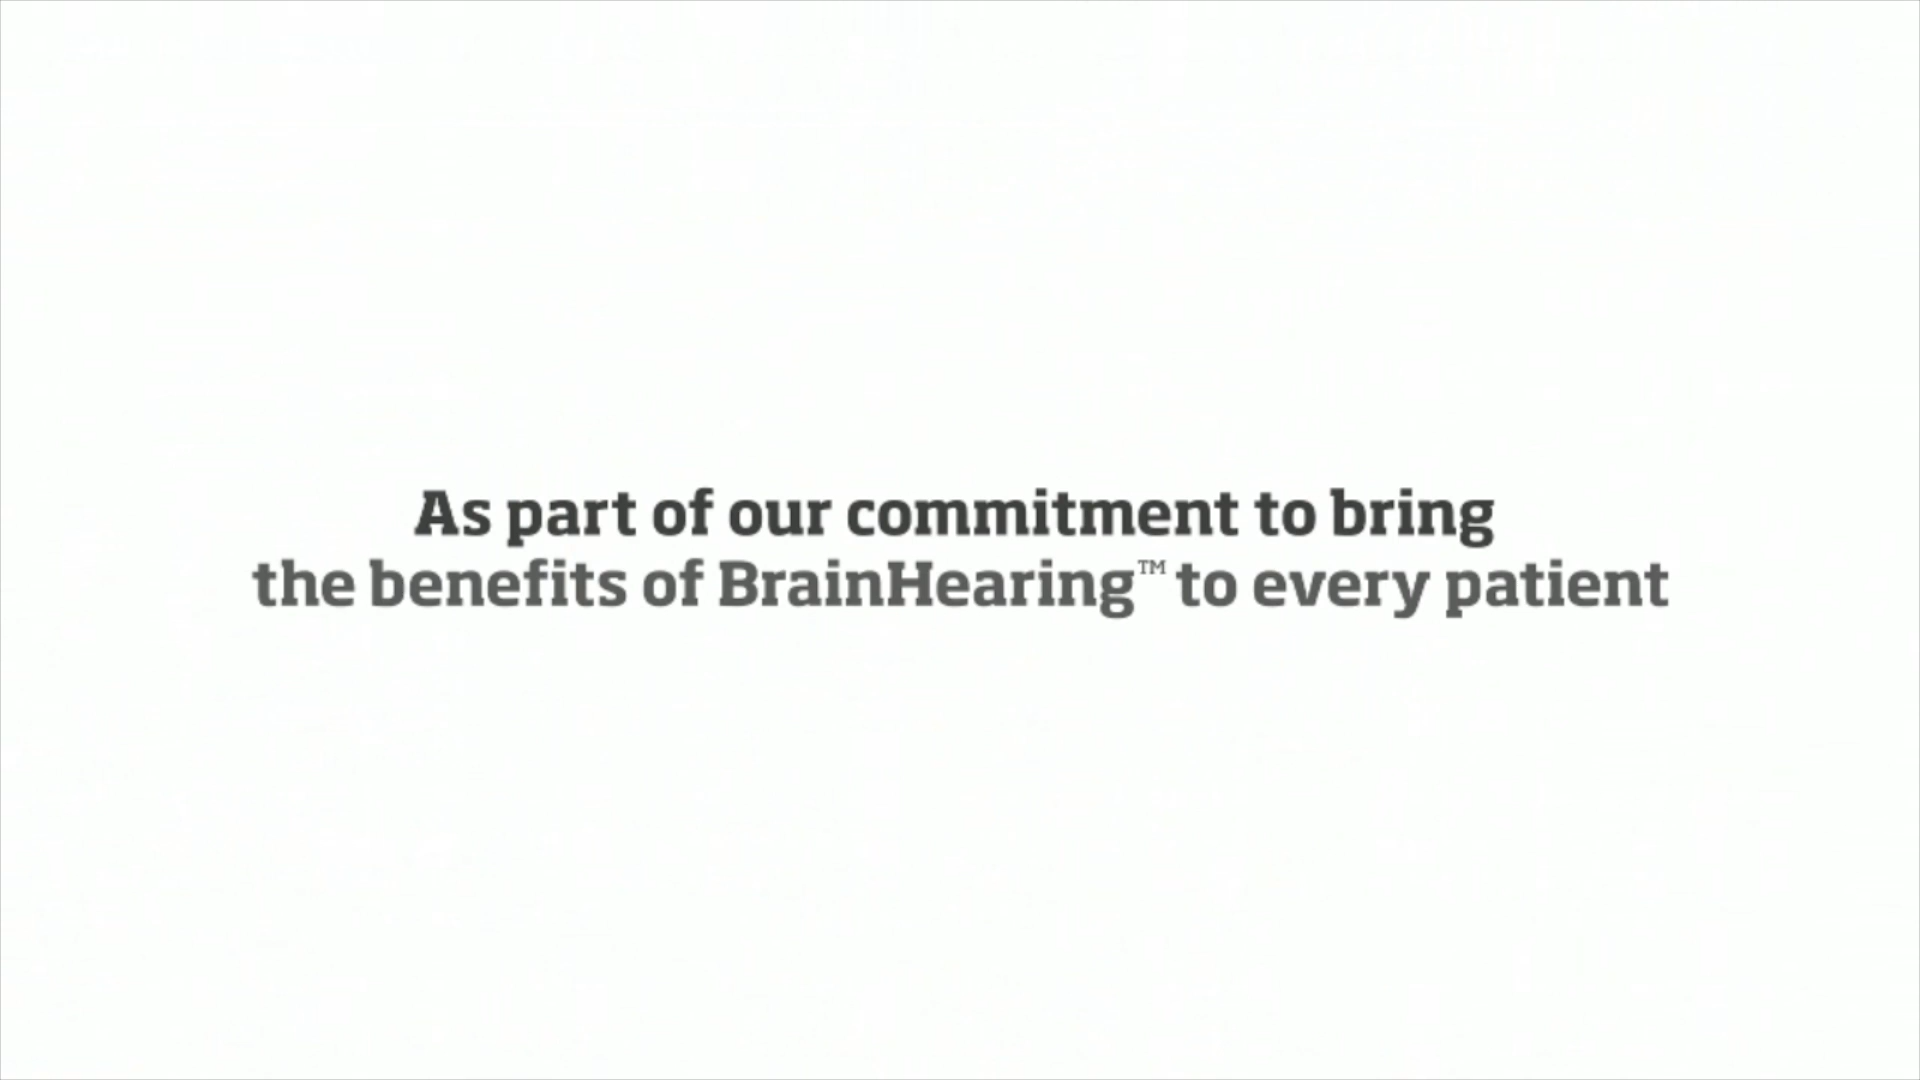 As part of our commitment to bring
the benefits of BrainHearing™ to every patient